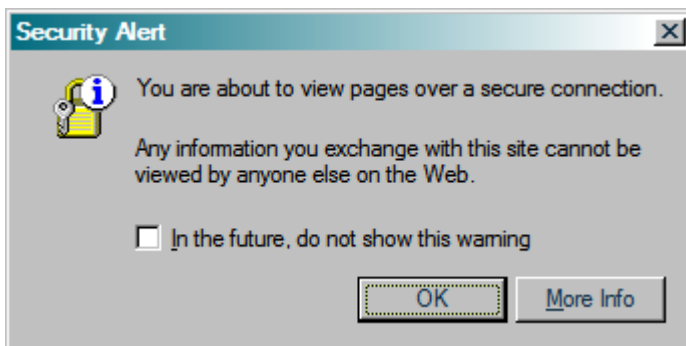 Security Alert
You are about to view pages over a secure connection.
Any information you exchange with this site cannot be
viewed by anyone else on the Web.
In the future, do not show this warning
OK
More Info